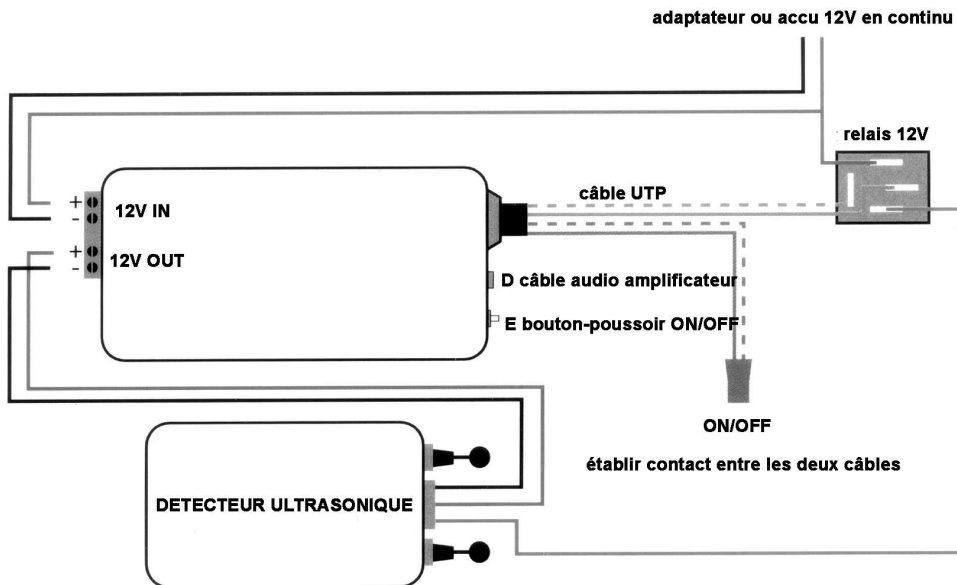 adaptateur ou accu 12V en continu
relais 12V
câble UTP
+
-
12V IN
+
-
12V OUT
D câble audio amplificateur
E bouton-poussoir ON/OFF
ON/OFF
établir contact entre les deux câbles
DETECTEUR ULTRASONIQUE